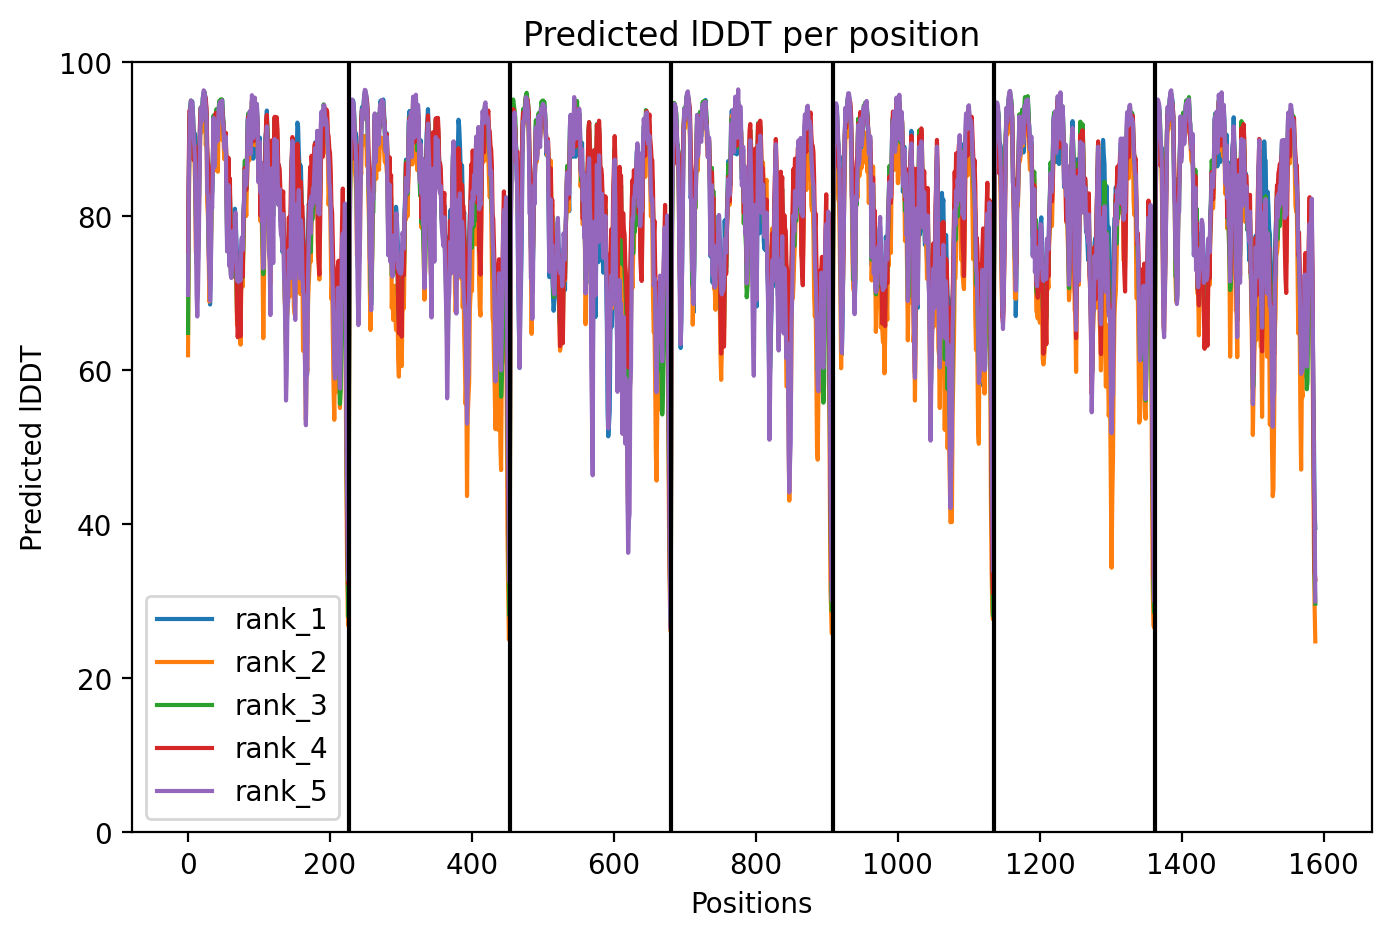 Predicted lDDT per position
100
80
60
40
20
0
Predicted lDDT
rank_1
rank_2
rank_3
rank_4
rank_5
0 200 400 600 800 1000 1200 1400 1600
Positions